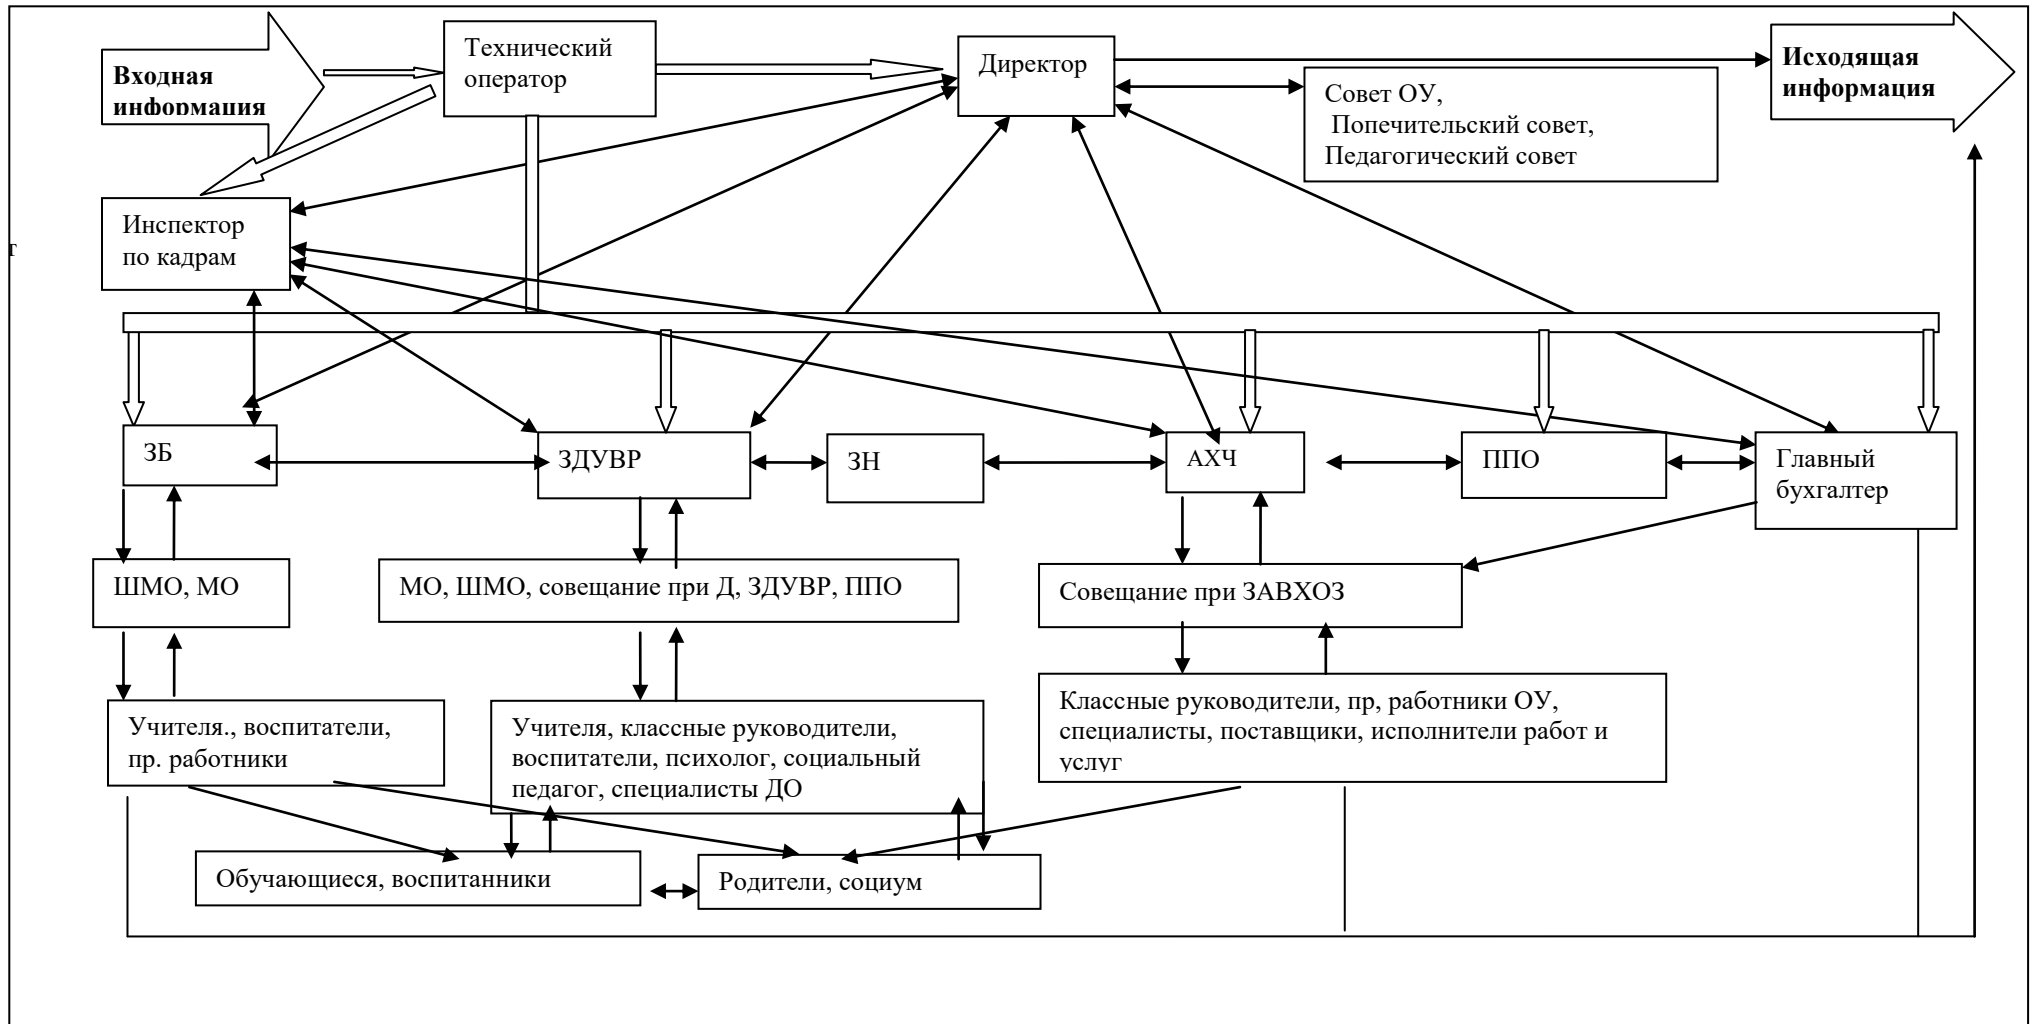 Входная
информация
Технический
оператор
Директор
Исходящая
информация
Совет ОУ,
Попечительский совет,
Педагогический совет
Инспектор
по кадрам
т
ЗБ
ЗДУВР
ЗН
АХЧ
ППО
Главный
бухгалтер
ШМО, МО
МО, ШМО, совещание при Д, ЗДУВР, ППО
Совещание при ЗАВХОЗ
Учителя., воспитатели,
пр. работники
Учителя, классные руководители,
воспитатели, психолог, социальный
педагог, специалисты ДО
Классные руководители, пр, работники ОУ,
специалисты, поставщики, исполнители работ и
услуг
Обучающиеся, воспитанники
Родители, социум